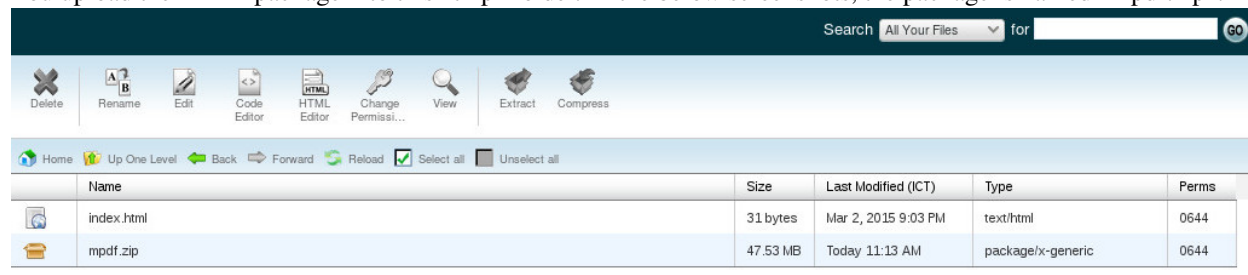 Search All Your Files for GO
Delete Rename Edit Code Editor HTML Editor Change Permissi... View Extract Compress
Home Up One Level Back Forward Reload Select all Unselect all
Name Size Last Modified (ICT) Type Perms
index.html 31 bytes Mar 2, 2015 9:03 PM text/html 0644
mpdf.zip 47.53 MB Today 11:13 AM package/x-generic 0644